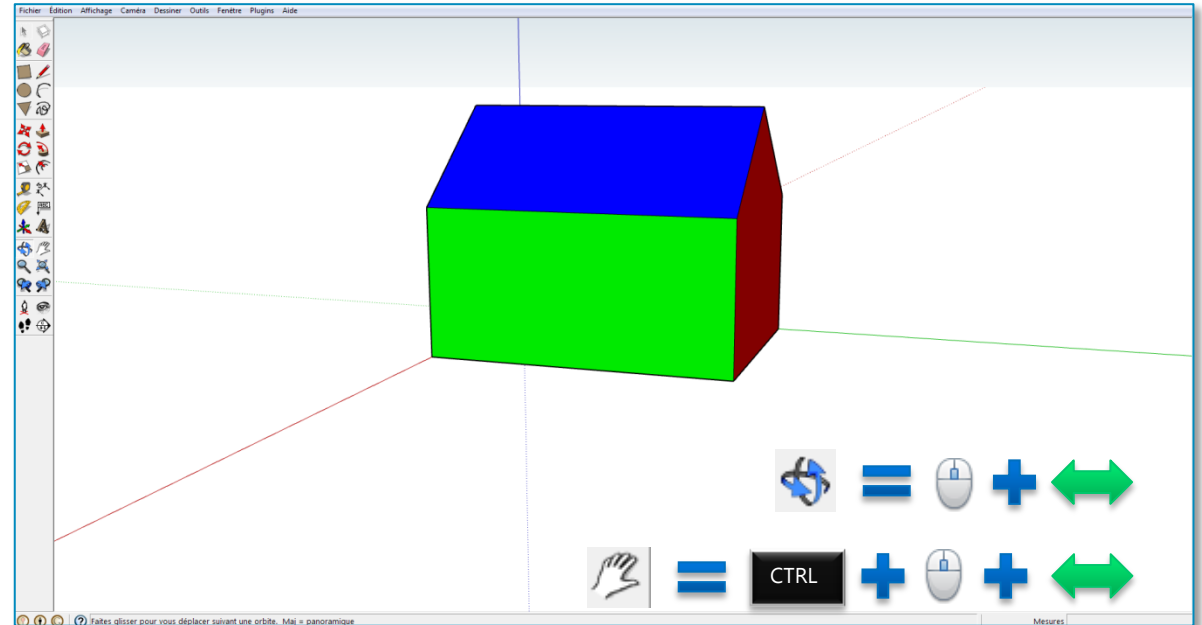 Fichier Édition Affichage Caméra Dessiner Outils Fenêtre Plugins Aide
CTRL
Faites glisser pour vous déplacer suivant une orbite. Maj = panoramique
Mesures